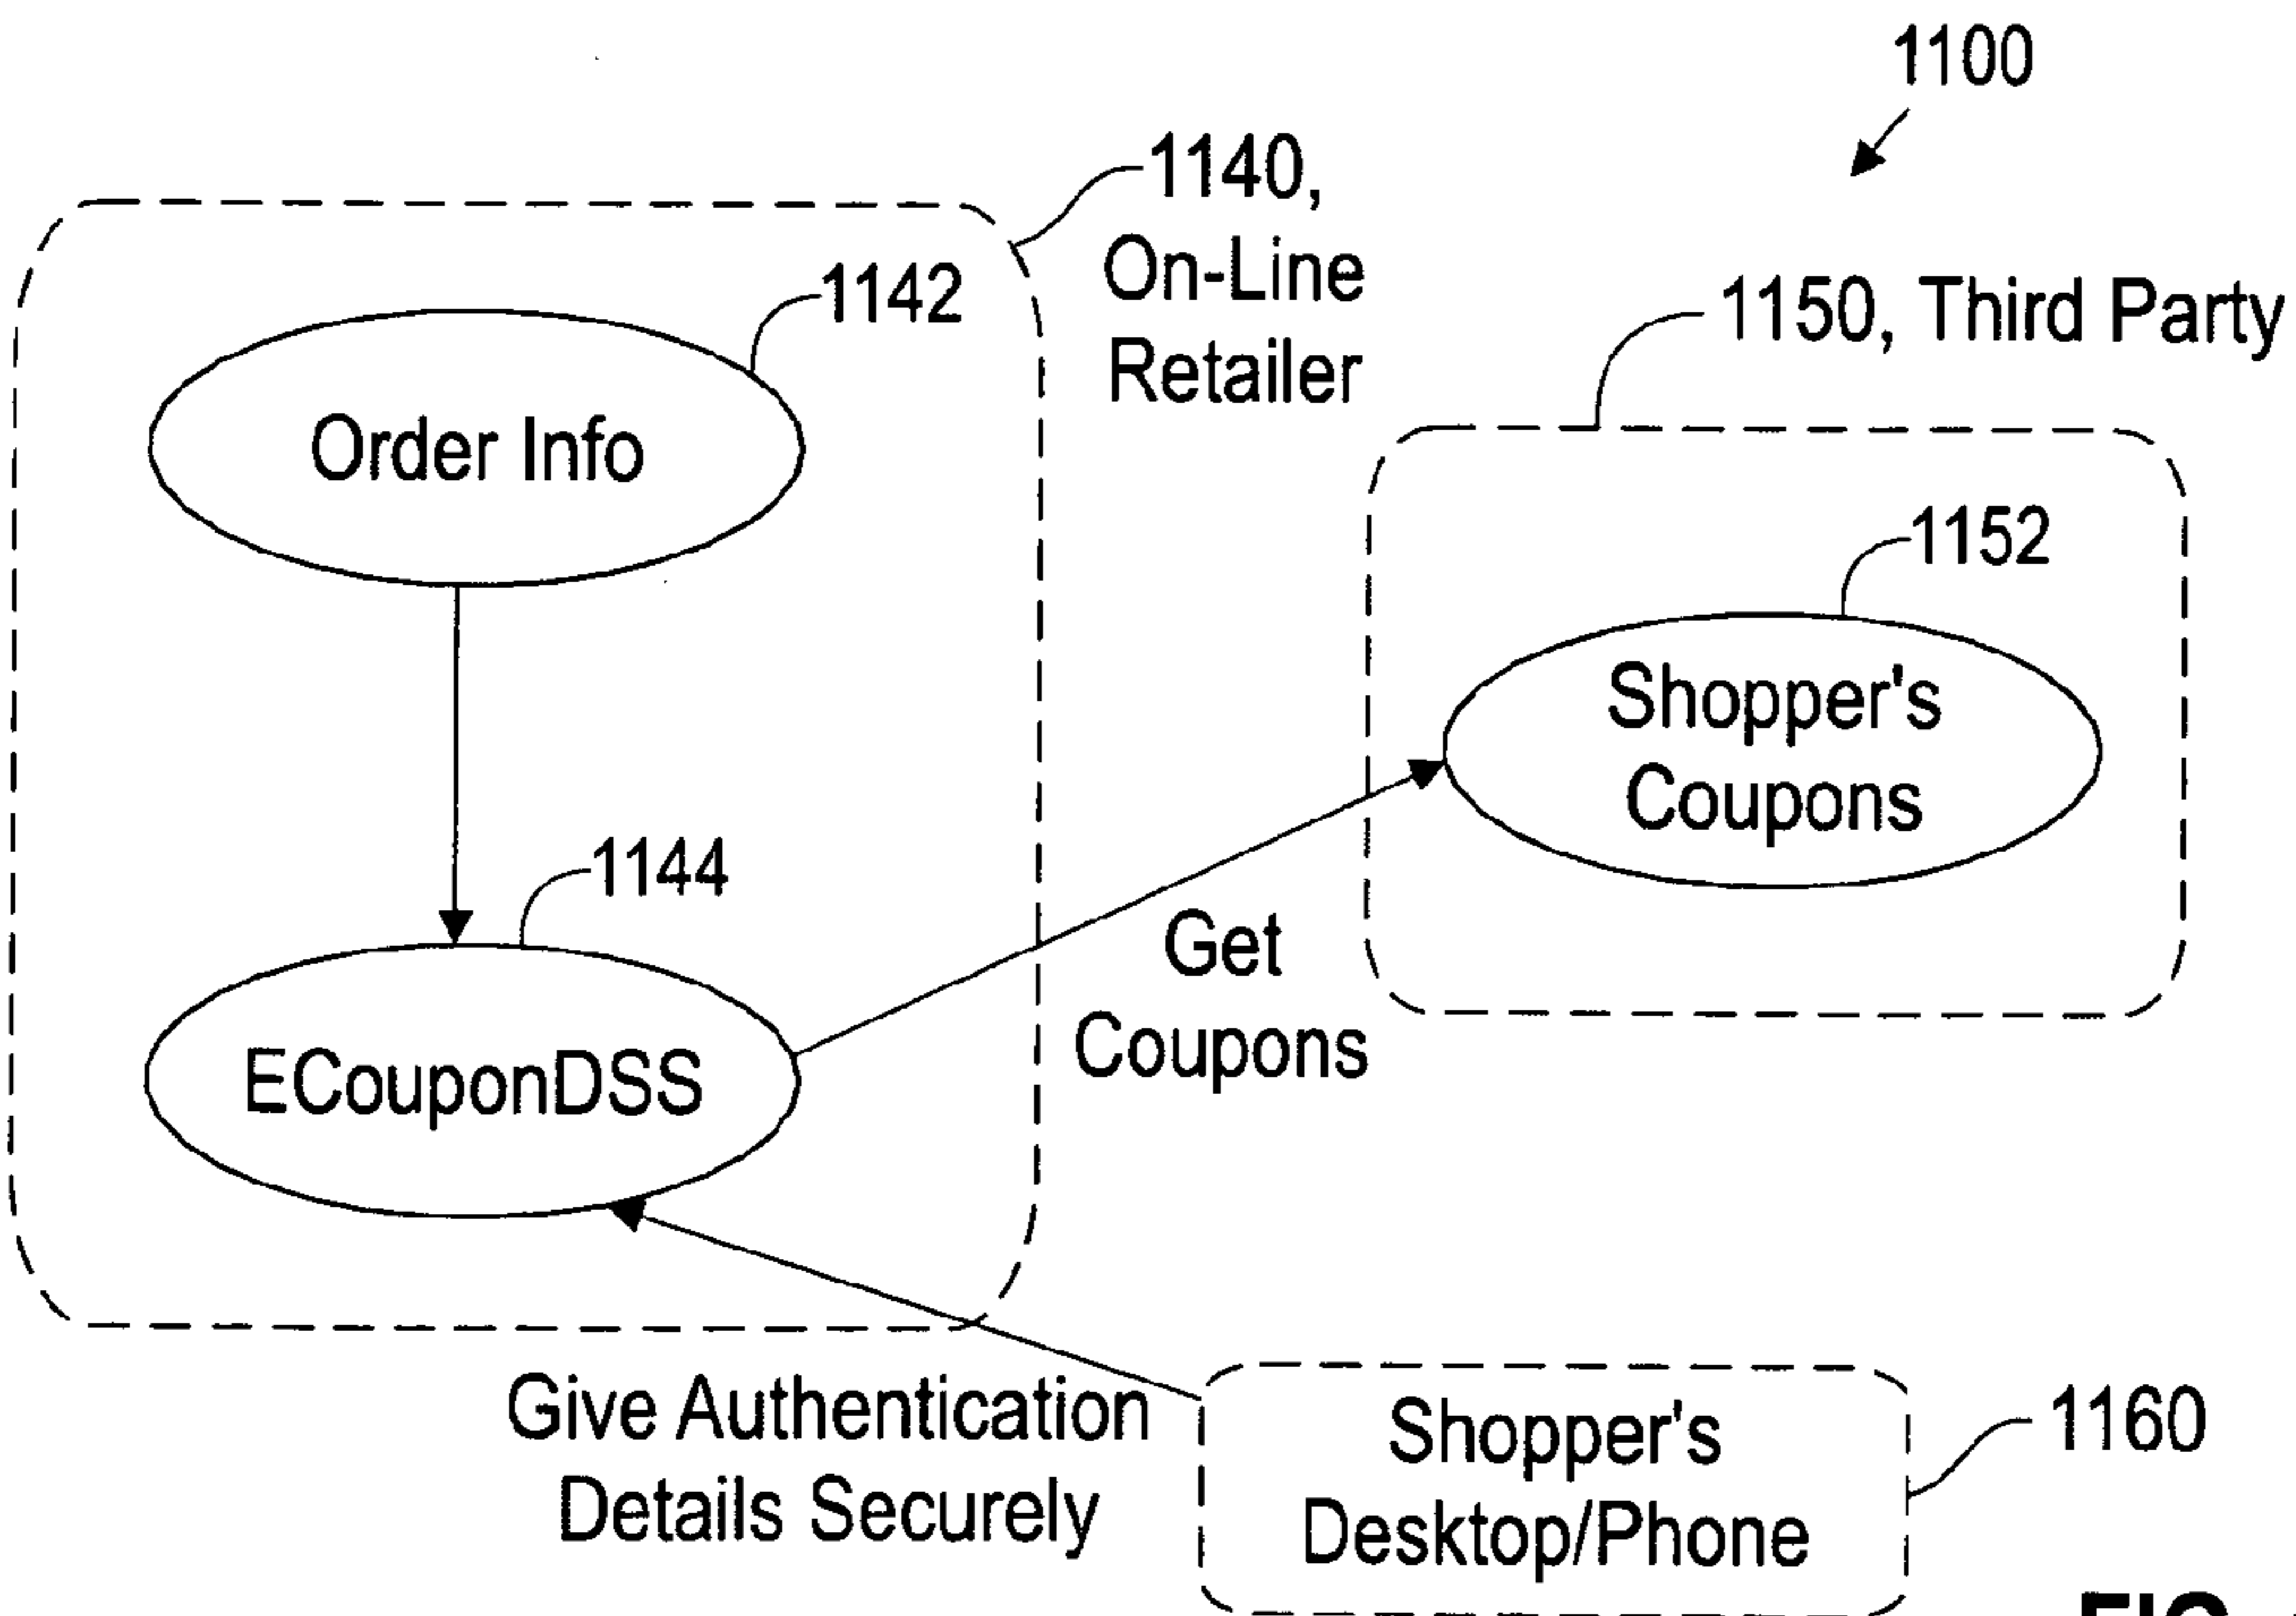 1100
1140,
On-Line
Retailer
1142
Order Info
1150, Third Party
1152
Shopper's
Coupons
1144
ECouponDSS
Get
Coupons
Give Authentication
Details Securely
Shopper's
Desktop/Phone
1160